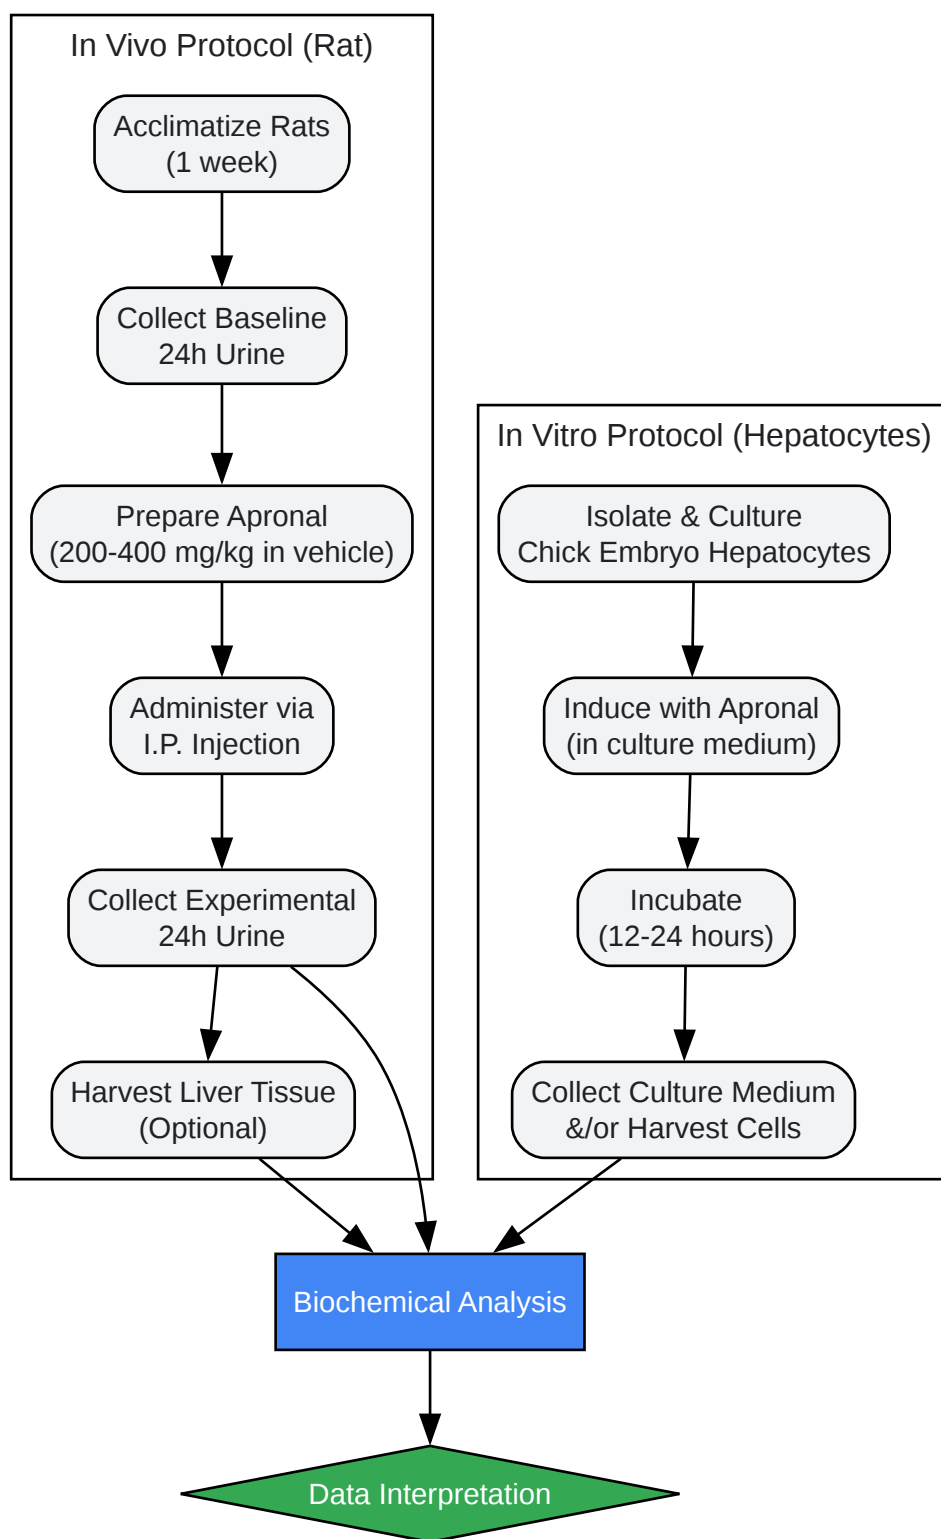 In Vivo Protocol (Rat)
Acclimatize Rats
(1 week)
Collect Baseline
24h Urine
Prepare Apronal
(200-400 mg/kg in vehicle)
Administer via
I.P. Injection
Collect Experimental
24h Urine
Harvest Liver Tissue
(Optional)
In Vitro Protocol (Hepatocytes)
Isolate & Culture
Chick Embryo Hepatocytes
Induce with Apronal
(in culture medium)
Incubate
(12-24 hours)
Collect Culture Medium
&/or Harvest Cells
Biochemical Analysis
Data Interpretation